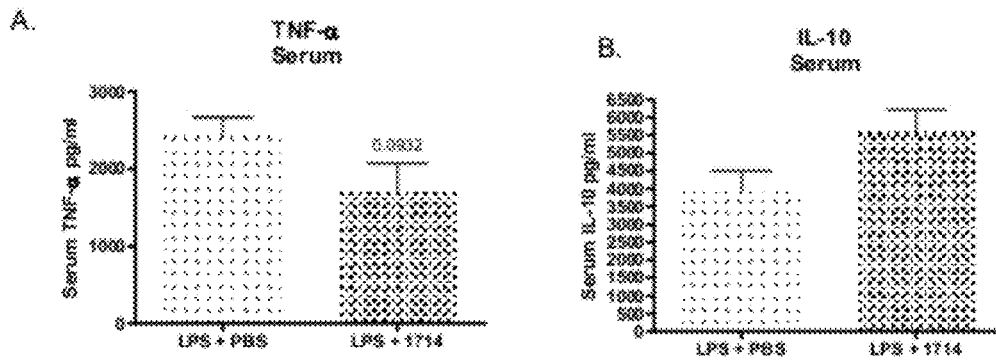 A.
TNF-α
Serum
Serum TNF-α pg/ml
3000
2000
1000
0
0.0932
LPS + PBS
LPS + 1714
B.
IL-10
Serum
Serum IL-10 pg/ml
6500
6000
5500
5000
4500
4000
3500
3000
2500
2000
1500
1000
500
0
LPS + PBS
LPS + 1714